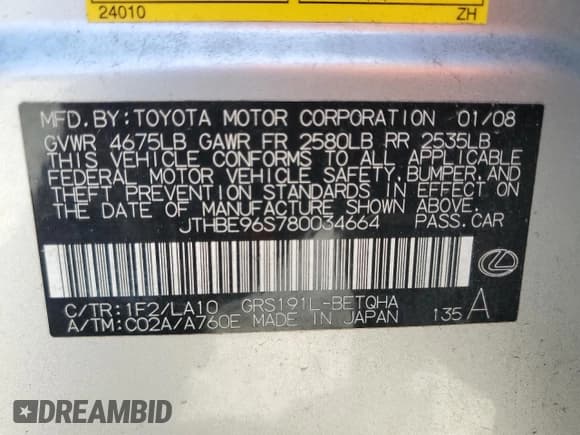 24010 ZH
MFD. BY: TOYOTA MOTOR CORPORATION 01/08
GVWR 4675LB GAWR FR 2580LB RR 2535LB
THIS VEHICLE CONFORMS TO ALL APPLICABLE
FEDERAL MOTOR VEHICLE SAFETY, BUMPER, AND
THEFT PREVENTION STANDARDS IN EFFECT ON
THE DATE OF MANUFACTURE SHOWN ABOVE.
JTHBE96S780034664 PASS. CAR
C/TR: 1F2/LA10 GRS191L-BETQHA
A/TM: C02A/A760E MADE IN JAPAN 135 A
DREAMBID